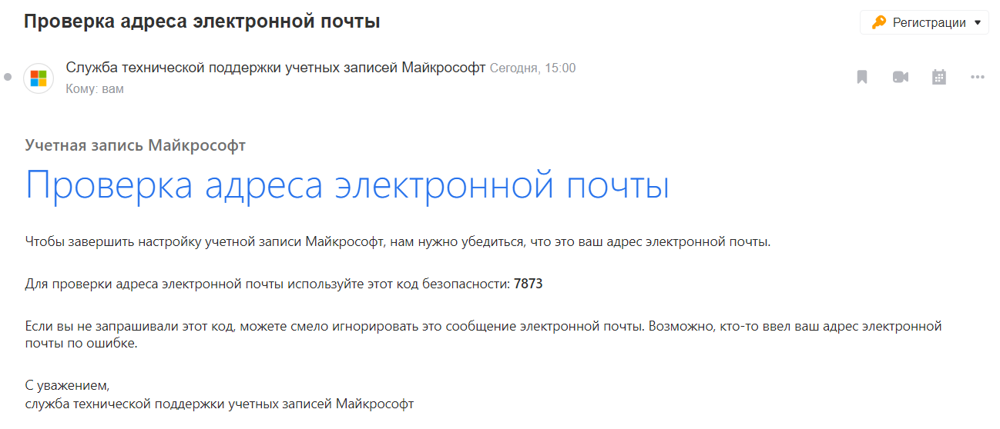 Проверка адреса электронной почты
Регистрации
Служба технической поддержки учетных записей Майкрософт Сегодня, 15:00
Кому: вам
Учетная запись Майкрософт
Проверка адреса электронной почты
Чтобы завершить настройку учетной записи Майкрософт, нам нужно убедиться, что это ваш адрес электронной почты.
Для проверки адреса электронной почты используйте этот код безопасности: 7873
Если вы не запрашивали этот код, можете смело игнорировать это сообщение электронной почты. Возможно, кто-то ввел ваш адрес электронной
почты по ошибке.
С уважением,
служба технической поддержки учетных записей Майкрософт